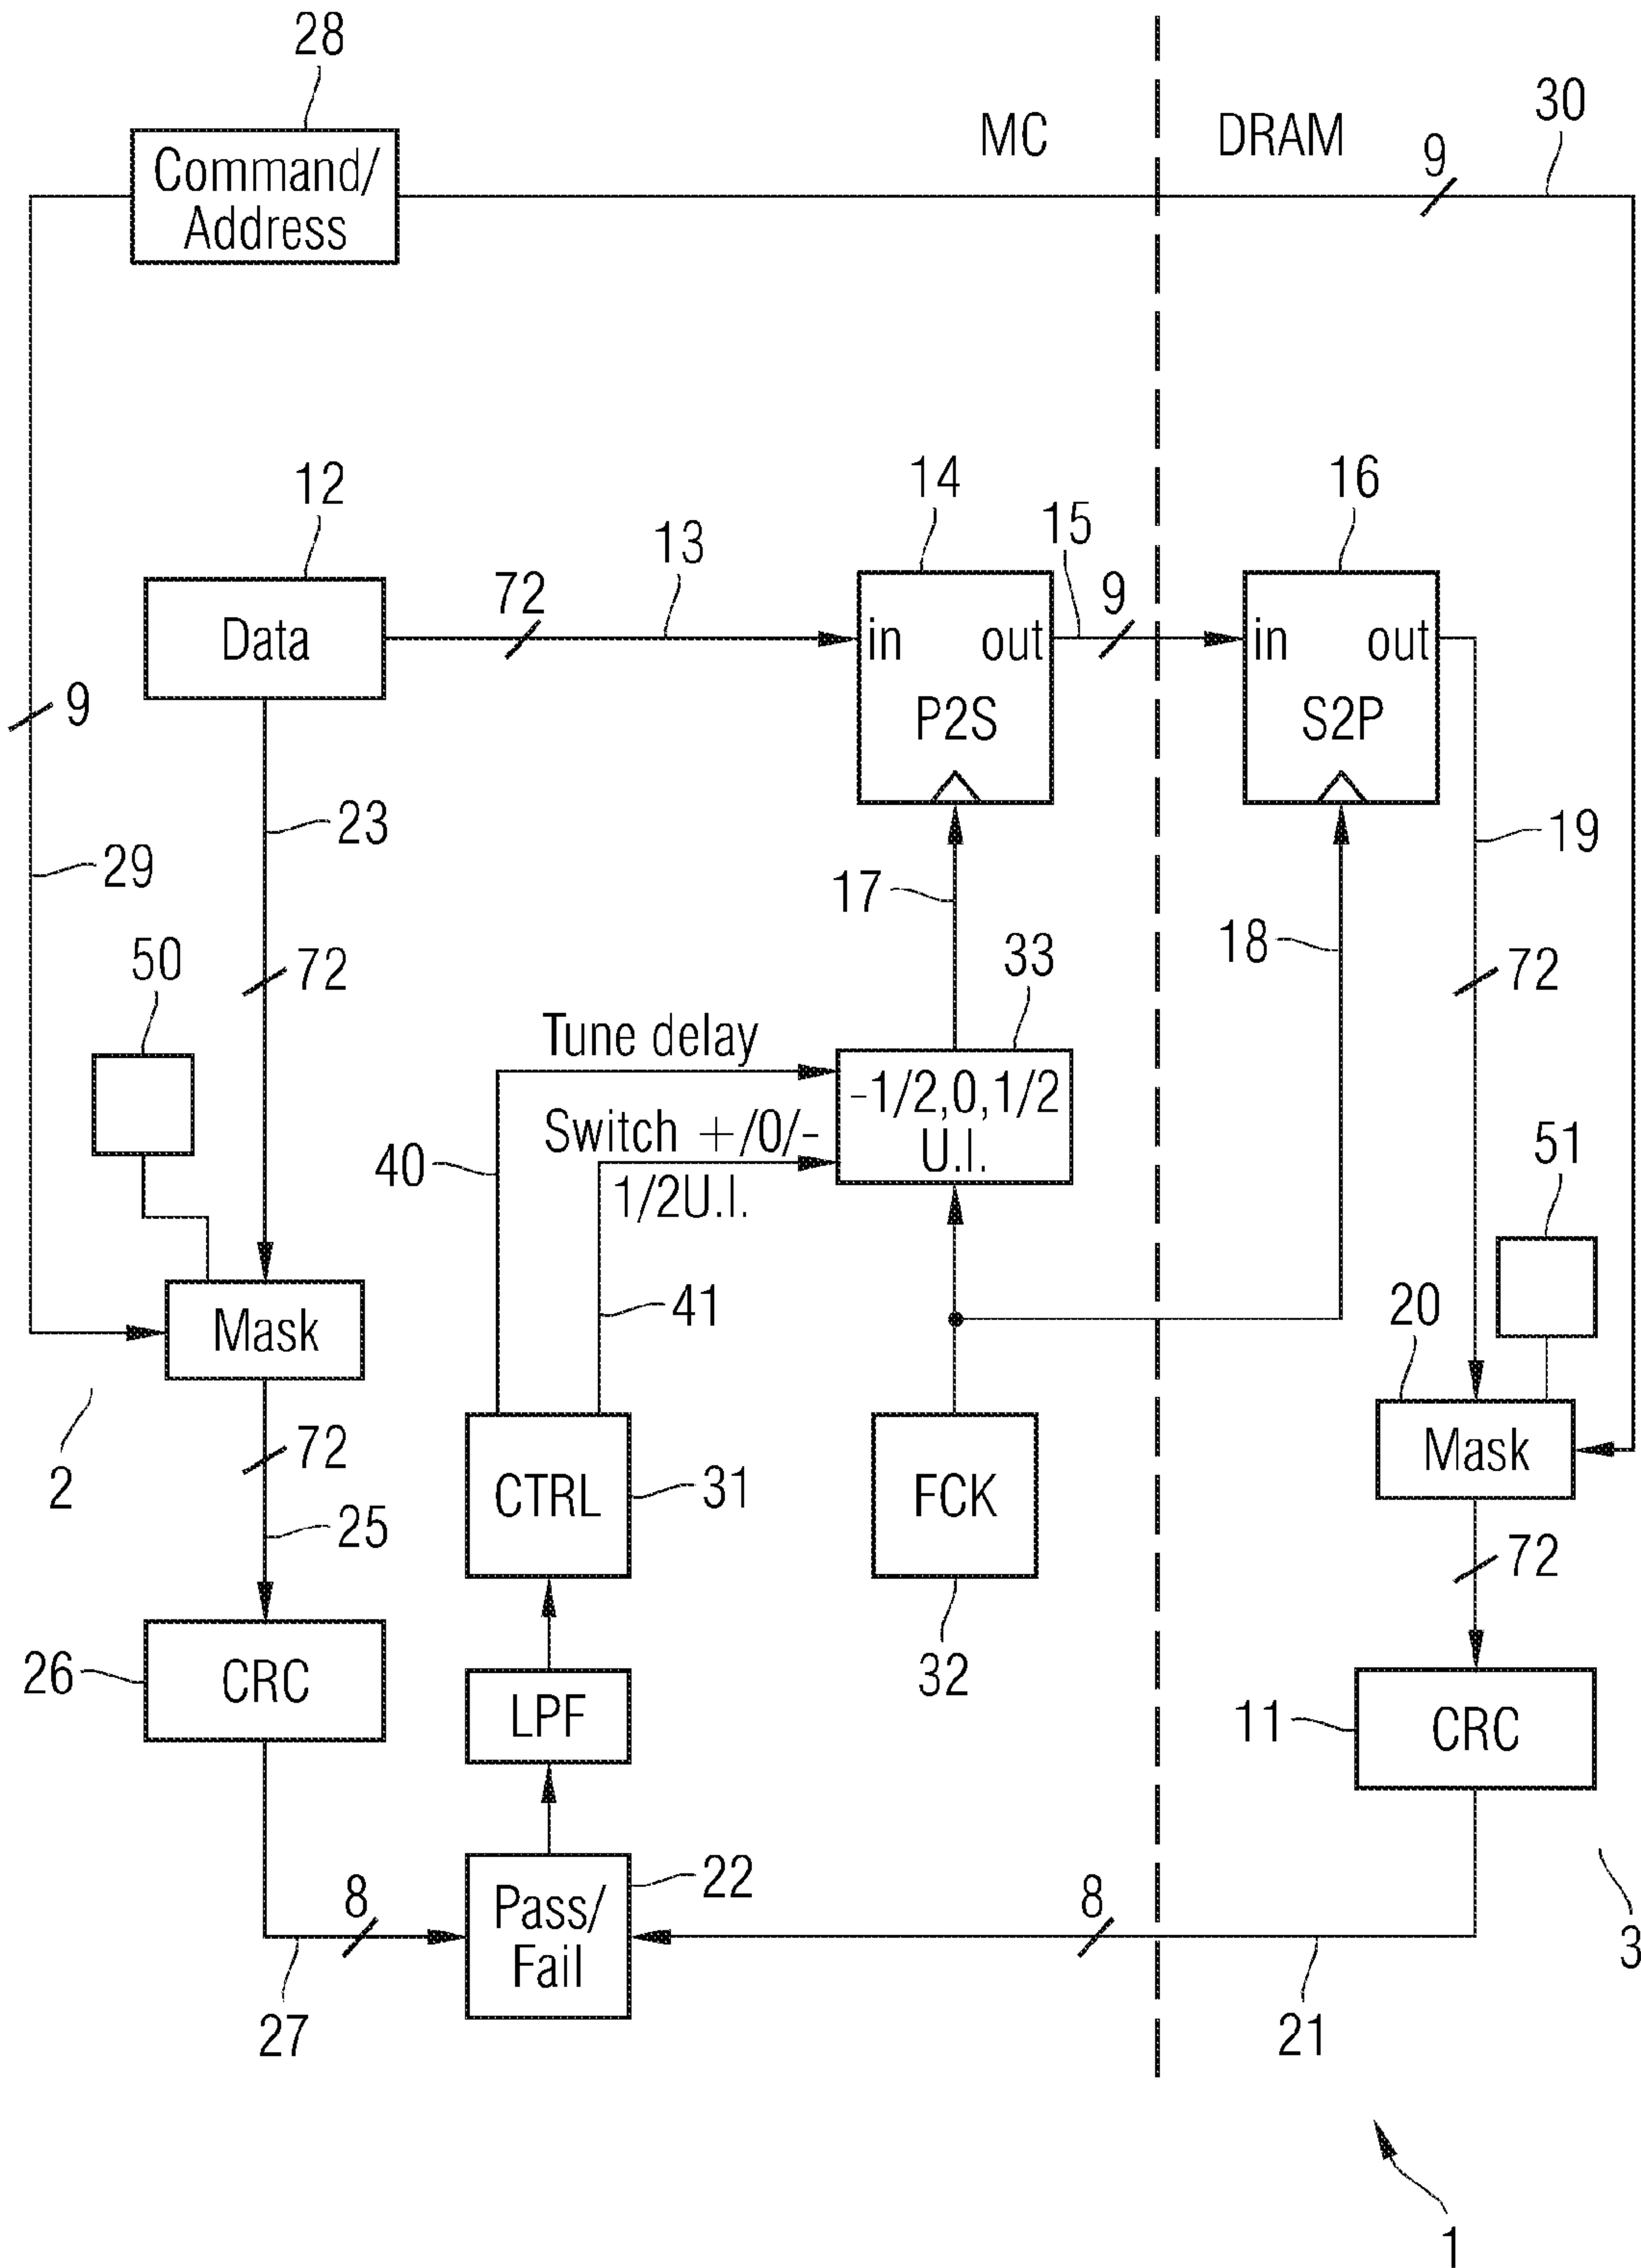 28
MC
DRAM
30
9
Command/
Address
12
13
14
15
16
72
9
Data
in
out
in
out
9
P2S
S2P
23
19
29
17
18
50
72
33
72
Tune delay
-1/2,0,1/2
U.I.
Switch +/0/-
1/2U.I.
40
51
41
20
Mask
Mask
2
72
CTRL
31
FCK
25
72
26
CRC
LPF
32
11
CRC
8
Pass/
Fail
22
8
3
27
21
1